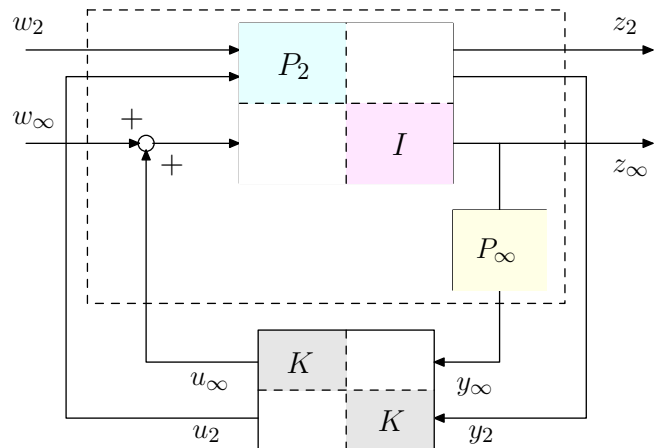 w₂ z₂
P₂
w∞ + z∞
+ I
P∞
K
u∞ y∞
K
u₂ y₂